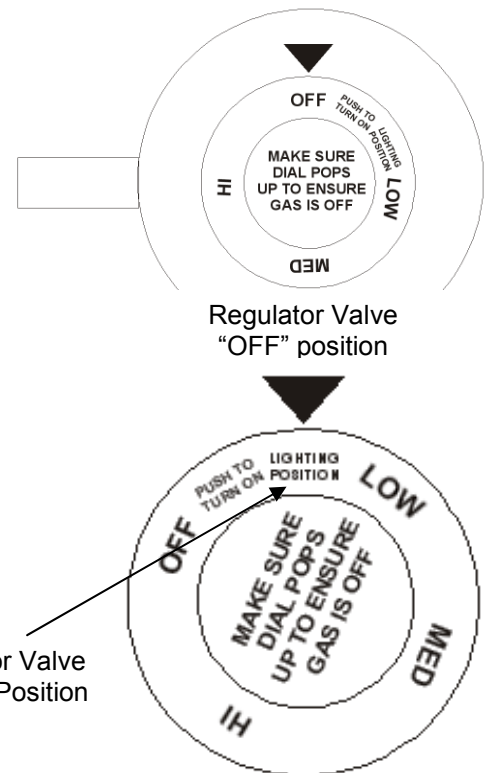 OFF
PUSH TO
TURN ON
LIGHTING
POSITION
LOW
MED
HI
MAKE SURE
DIAL POPS
UP TO ENSURE
GAS IS OFF
Regulator Valve
“OFF” position
OFF
PUSH TO
TURN ON
LIGHTING
POSITION
LOW
MED
HI
MAKE SURE
DIAL POPS
UP TO ENSURE
GAS IS OFF
or Valve
Position